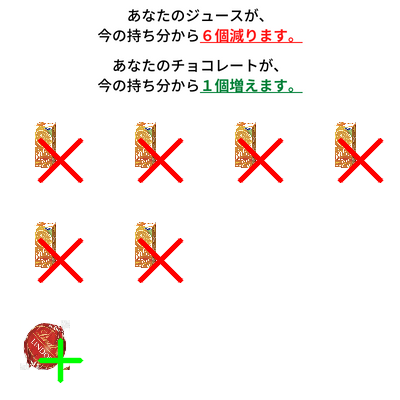 あなたのジュースが、
今の持ち分から６個減ります。
あなたのチョコレートが、
今の持ち分から１個増えます。